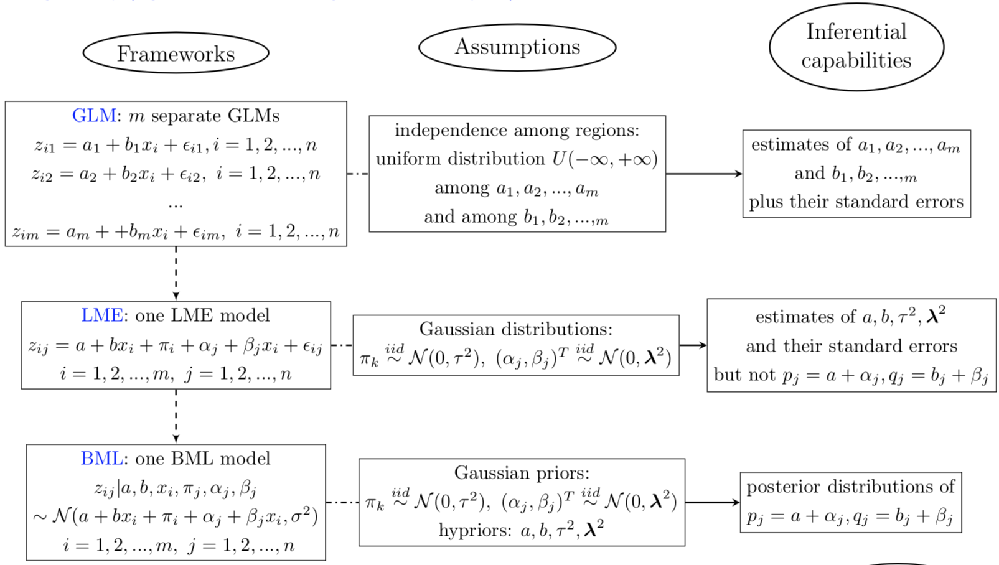 Frameworks
Assumptions
Inferential
capabilities
GLM: m separate GLMs
z_{i1} = a_1 + b_1x_i + ϵ_{i1}, i = 1, 2, ..., n
z_{i2} = a_2 + b_2x_i + ϵ_{i2}, i = 1, 2, ..., n
...
z_{im} = a_m + +b_mx_i + ϵ_{im}, i = 1, 2, ..., n
independence among regions:
uniform distribution U(−∞, +∞)
among a_1, a_2, ..., a_m
and among b_1, b_2, ...,_m
estimates of a_1, a_2, ..., a_m
and b_1, b_2, ...,_m
plus their standard errors
LME: one LME model
z_{ij} = a + bx_i + π_i + α_j + β_jx_i + ϵ_{ij}
i = 1, 2, ..., m, j = 1, 2, ..., n
Gaussian distributions:
π_k \overset{iid}{∼} 𝒩(0, τ^2), (α_j, β_j)^T \overset{iid}{∼} 𝒩(0, λ^2)
estimates of a, b, τ^2, λ^2
and their standard errors
but not p_j = a + α_j, q_j = b_j + β_j
BML: one BML model
z_{ij}|a, b, x_i, π_j, α_j, β_j
∼ 𝒩(a + bx_i + π_i + α_j + β_jx_i, σ^2)
i = 1, 2, ..., m, j = 1, 2, ..., n
Gaussian priors:
π_k \overset{iid}{∼} 𝒩(0, τ^2), (α_j, β_j)^T \overset{iid}{∼} 𝒩(0, λ^2)
hypriors: a, b, τ^2, λ^2
posterior distributions of
p_j = a + α_j, q_j = b_j + β_j